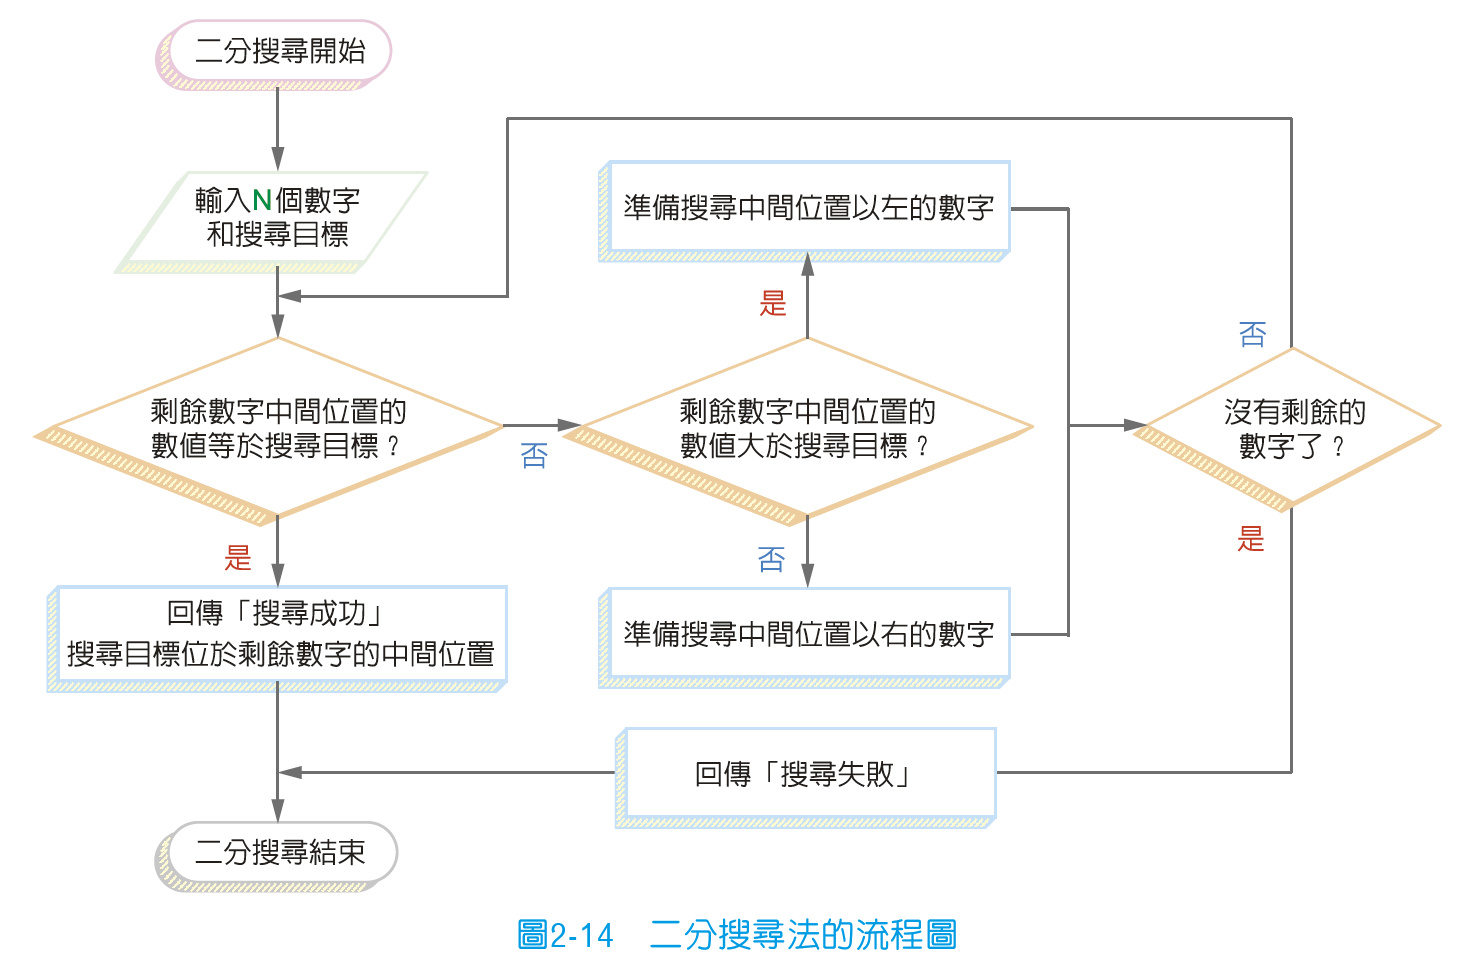 二分搜尋開始
輸入N個數字
和搜尋目標
剩餘數字中間位置的
數值等於搜尋目標？
是
否
回傳「搜尋成功」
搜尋目標位於剩餘數字的中間位置
剩餘數字中間位置的
數值大於搜尋目標？
是
準備搜尋中間位置以左的數字
否
準備搜尋中間位置以右的數字
沒有剩餘的
數字了？
否
是
回傳「搜尋失敗」
二分搜尋結束
圖2-14 二分搜尋法的流程圖